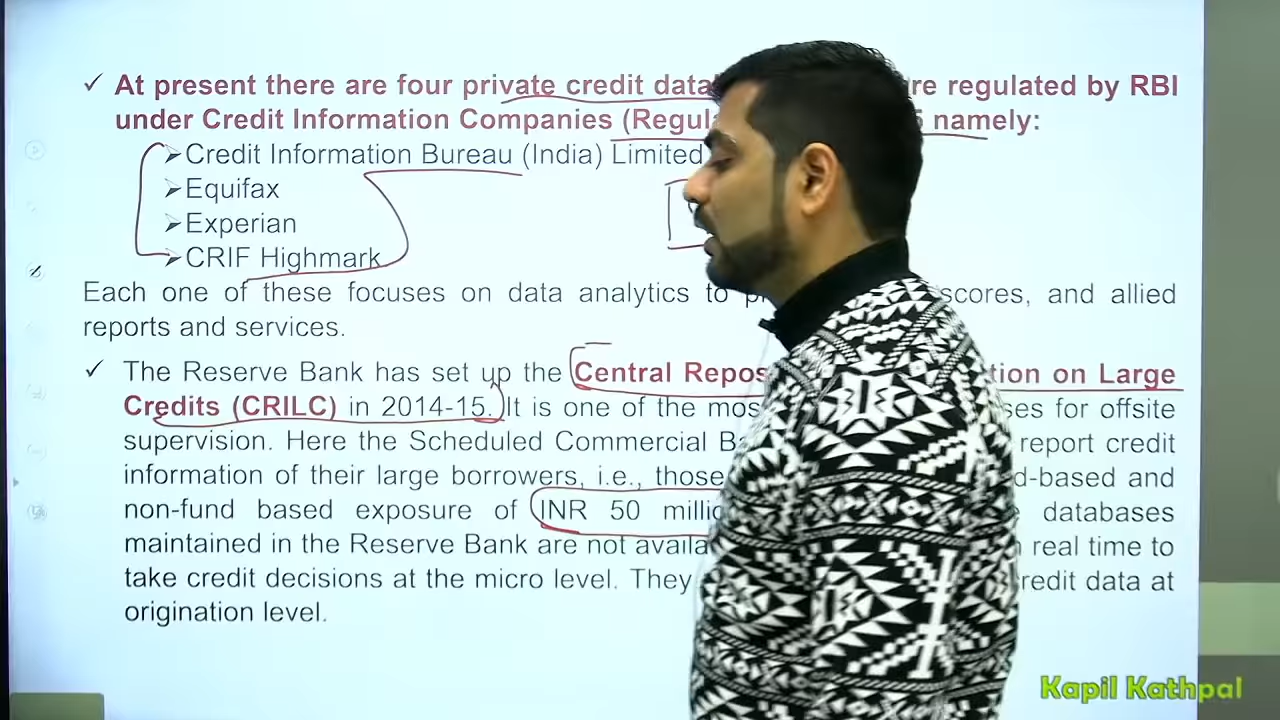 ✓ At present there are four private credit data re regulated by RBI
under Credit Information Companies (Regul namely:
➢Credit Information Bureau (India) Limited
➢Equifax
➢Experian
➢CRIF Highmark
Each one of these focuses on data analytics to scores, and allied
reports and services.
✓ The Reserve Bank has set up the Central Repos tion on Large
Credits (CRILC) in 2014-15. It is one of the mos ses for offsite
supervision. Here the Scheduled Commercial report credit
information of their large borrowers, i.e., those d-based and
non-fund based exposure of INR 50 databases
maintained in the Reserve Bank are not real time to
take credit decisions at the micro level. They redit data at
origination level.
Kapil Kathpal